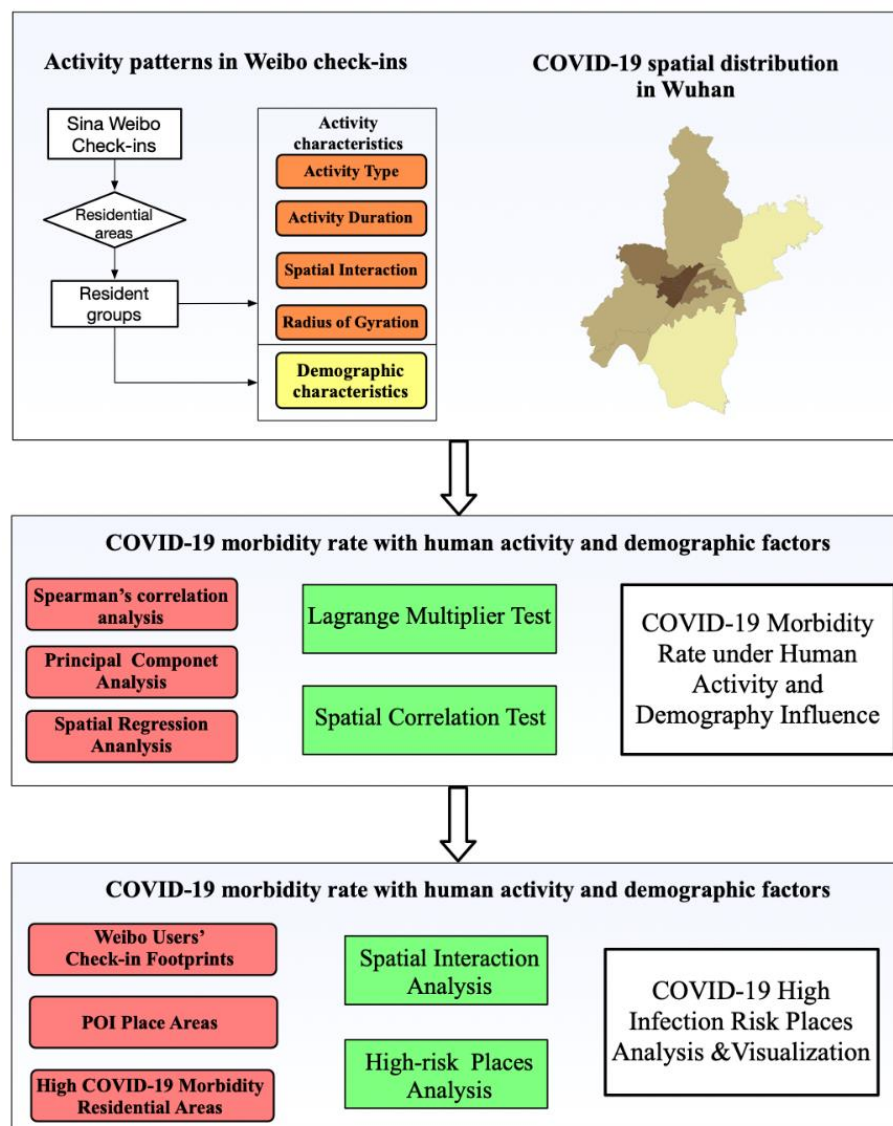 Activity patterns in Weibo check-ins
COVID-19 spatial distribution
in Wuhan
Sina Weibo
Check-ins
Residential
areas
Resident
groups
Activity
characteristics
Activity Type
Activity Duration
Spatial Interaction
Radius of Gyration
Demographic
characteristics
COVID-19 morbidity rate with human activity and demographic factors
Spearman's correlation
analysis
Principal Componet
Analysis
Spatial Regression
Ananlysis
Lagrange Multiplier Test
Spatial Correlation Test
COVID-19 Morbidity
Rate under Human
Activity and
Demography Influence
COVID-19 morbidity rate with human activity and demographic factors
Weibo Users'
Check-in Footprints
POI Place Areas
High COVID-19 Morbidity
Residential Areas
Spatial Interaction
Analysis
High-risk Places
Analysis
COVID-19 High
Infection Risk Places
Analysis &Visualization